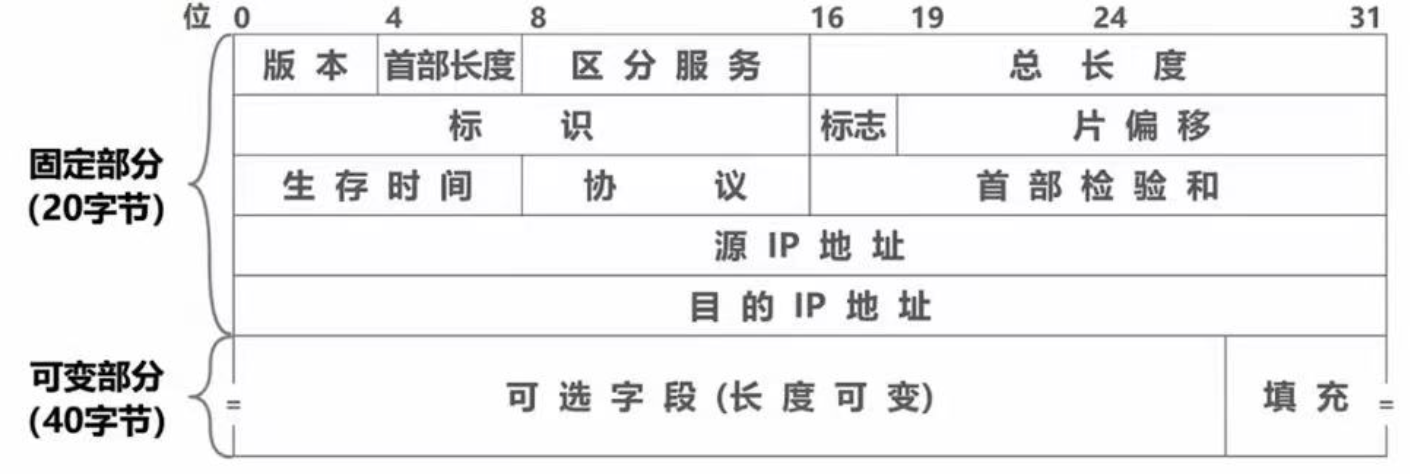 位 0 4 8 16 19 24 31
版本 首部长度 区分服务 总长度
标识 标志 片偏移
固定部分
(20字节)
生存时间 协议 首部检验和
源 IP 地址
目的 IP 地址
可变部分
(40字节)
可选字段 (长度可变) 填充